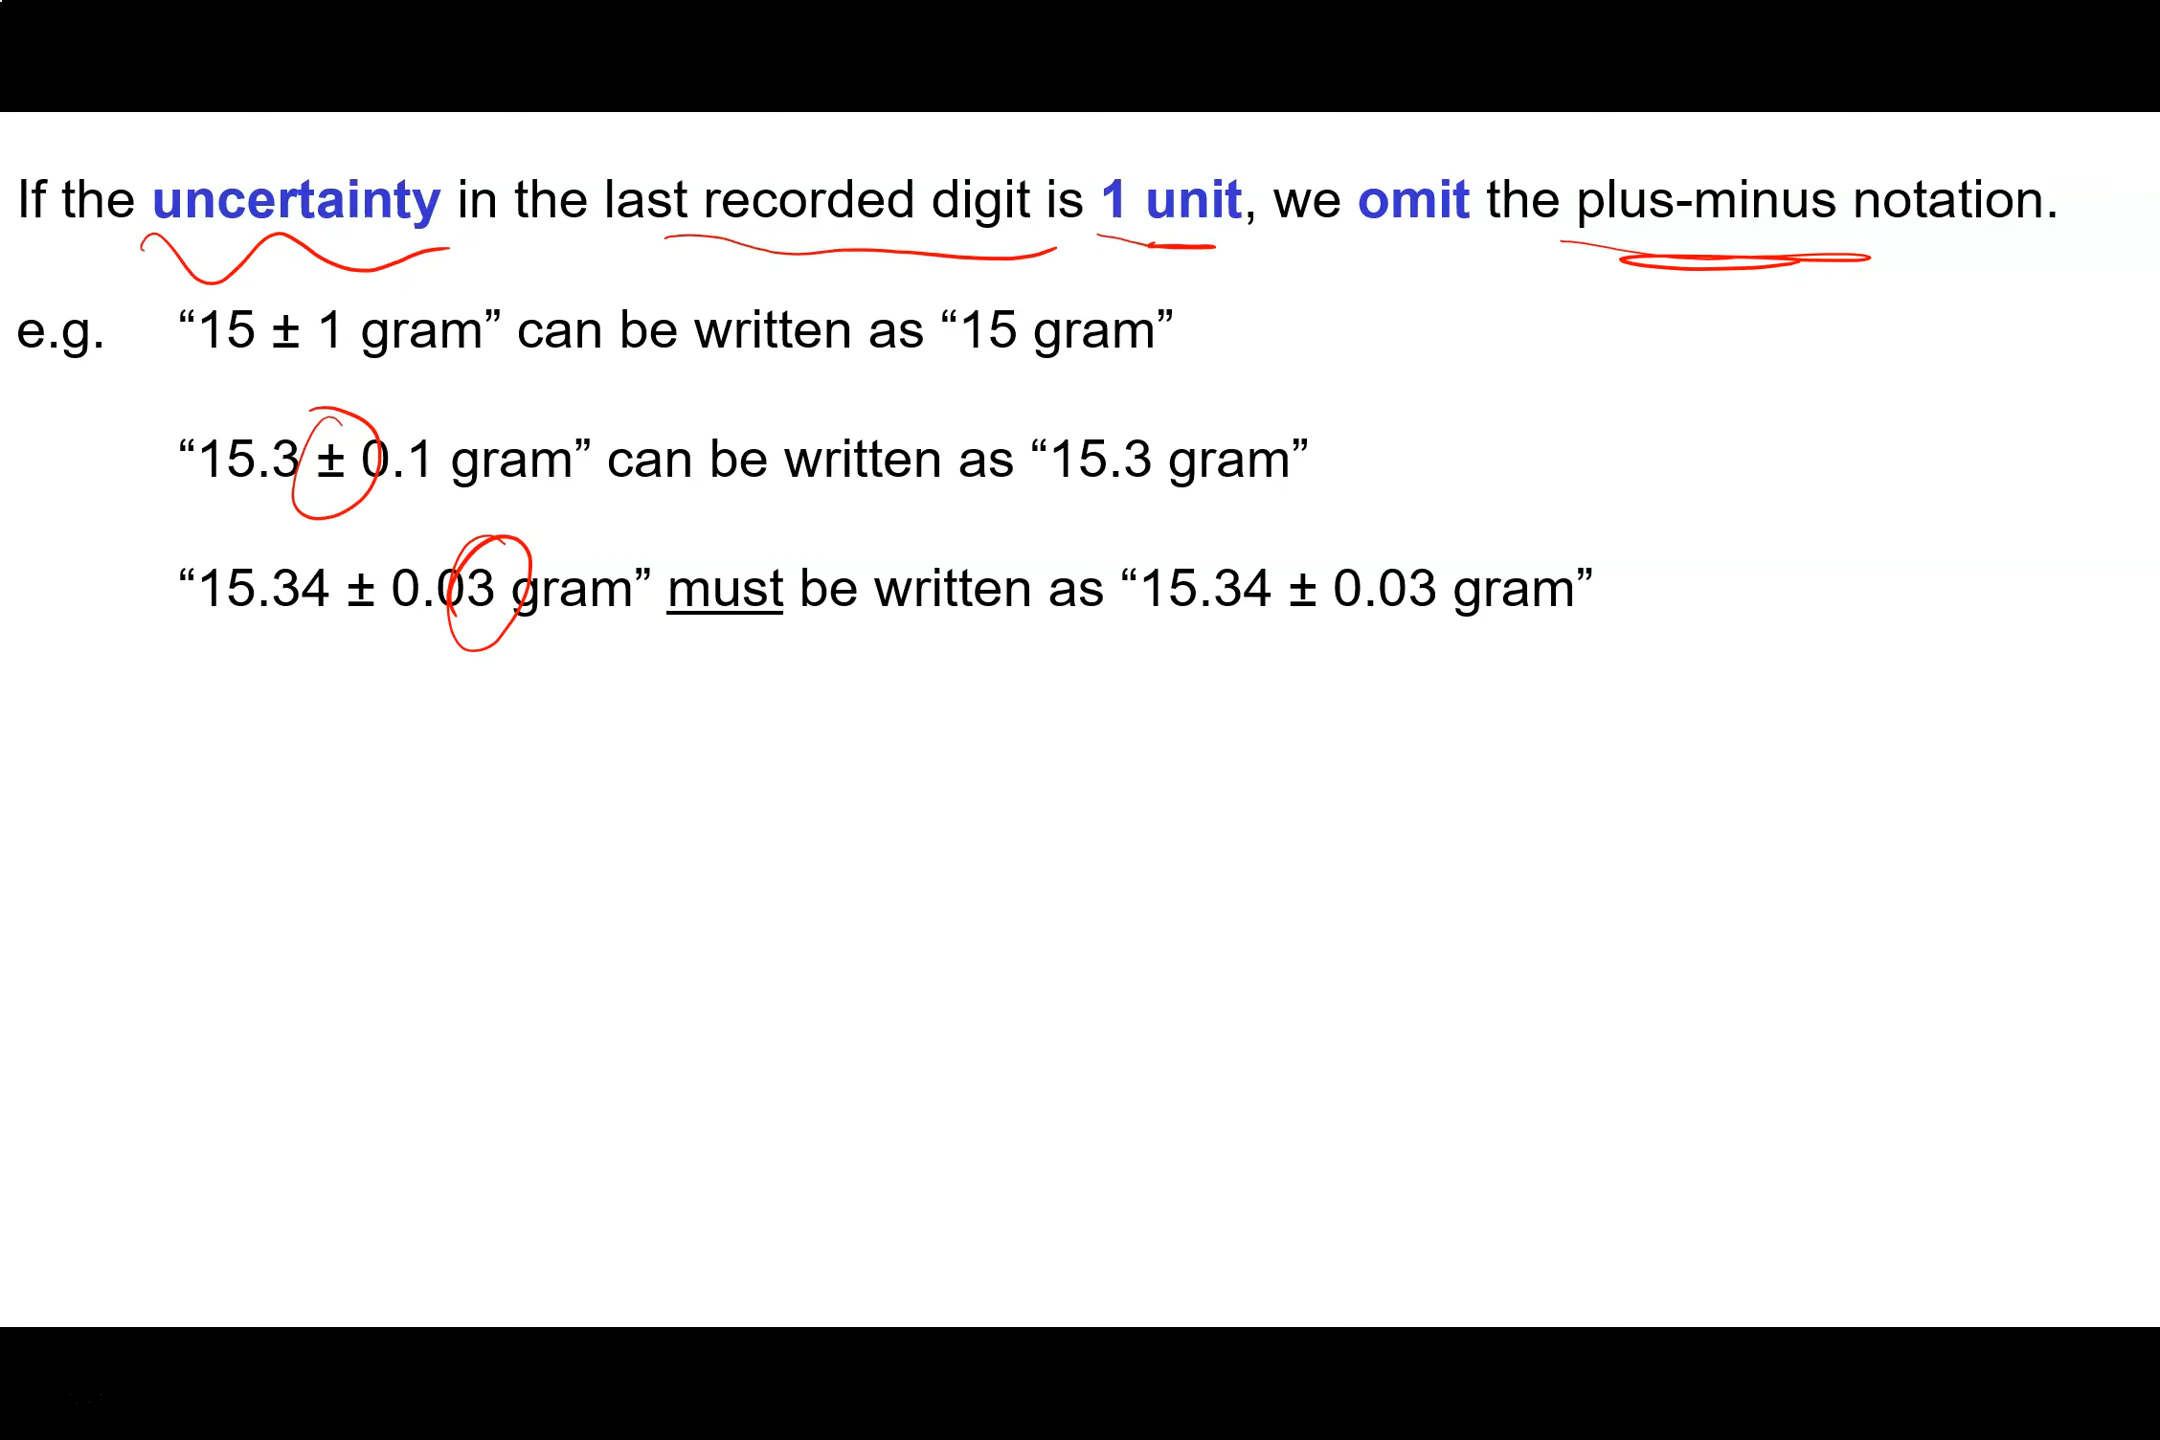 If the uncertainty in the last recorded digit is 1 unit, we omit the plus-minus notation.
e.g. “15 ± 1 gram” can be written as “15 gram”
“15.3 ± 0.1 gram” can be written as “15.3 gram”
“15.34 ± 0.03 gram” must be written as “15.34 ± 0.03 gram”